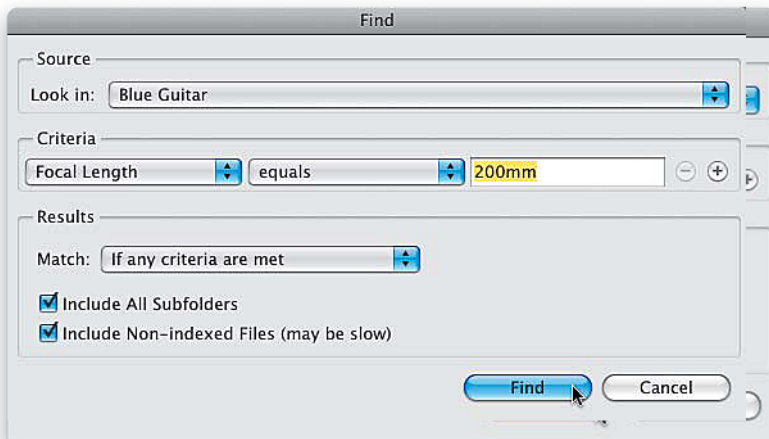 Find
Source
Look in: Blue Guitar
Criteria
Focal Length equals 200mm
Results
Match: If any criteria are met
Include All Subfolders
Include Non-indexed Files (may be slow)
Find Cancel